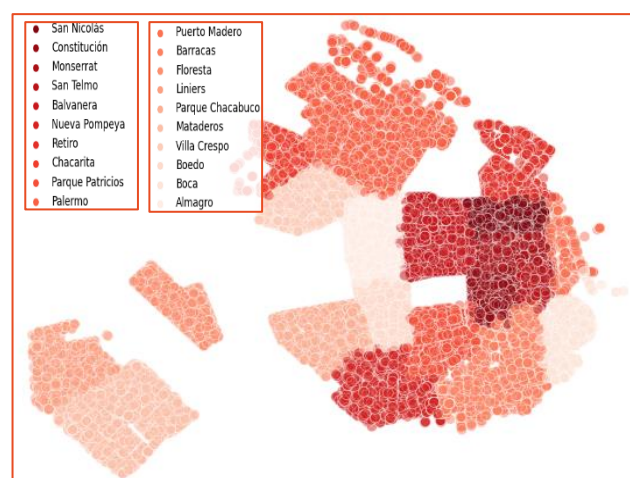 San Nicolás
Constitución
Monserrat
San Telmo
Balvanera
Nueva Pompeya
Retiro
Chacarita
Parque Patricios
Palermo
Puerto Madero
Barracas
Floresta
Liniers
Parque Chacabuco
Mataderos
Villa Crespo
Boedo
Boca
Almagro